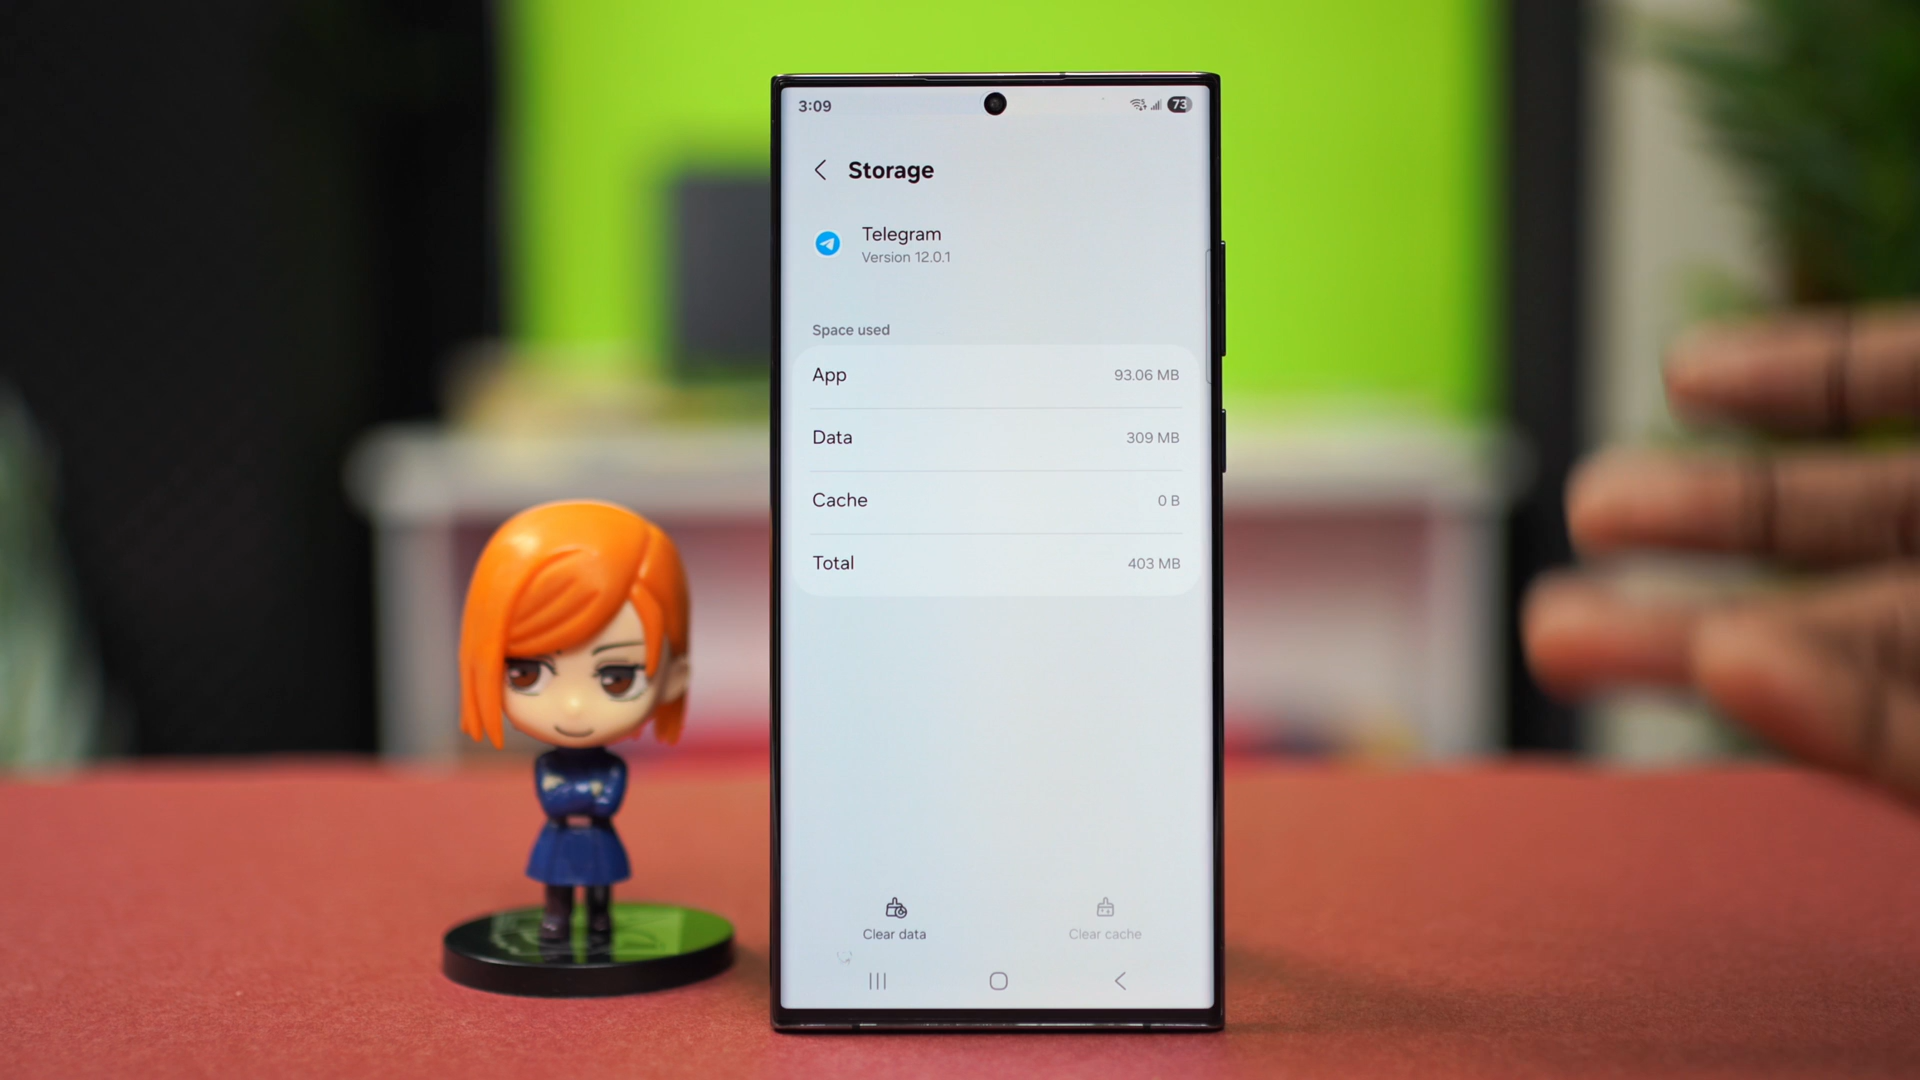 3:09
73
Storage
Telegram
Version 12.0.1
Space used
App 93.06 MB
Data 309 MB
Cache 0 B
Total 403 MB
Clear data Clear cache